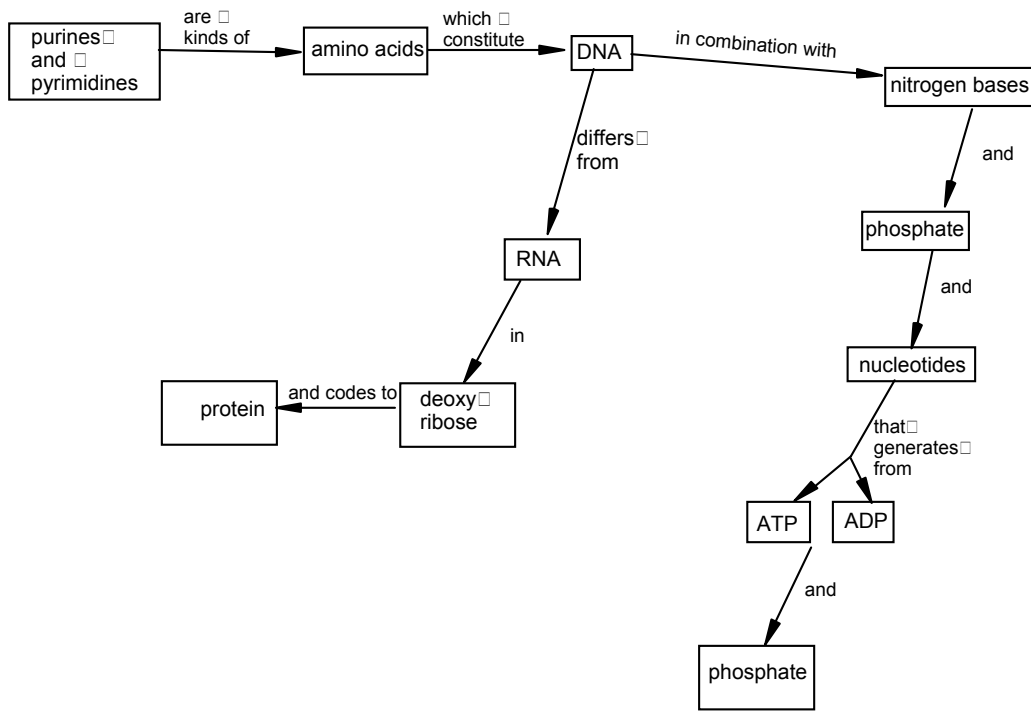 purines□
and □
pyrimidines
are □
kinds of
amino acids
which □
constitute
DNA
in combination with
nitrogen bases
differs□
from
and
RNA
phosphate
in
and
protein
and codes to
deoxy□
ribose
nucleotides
that□
generates□
from
ATP
ADP
and
phosphate